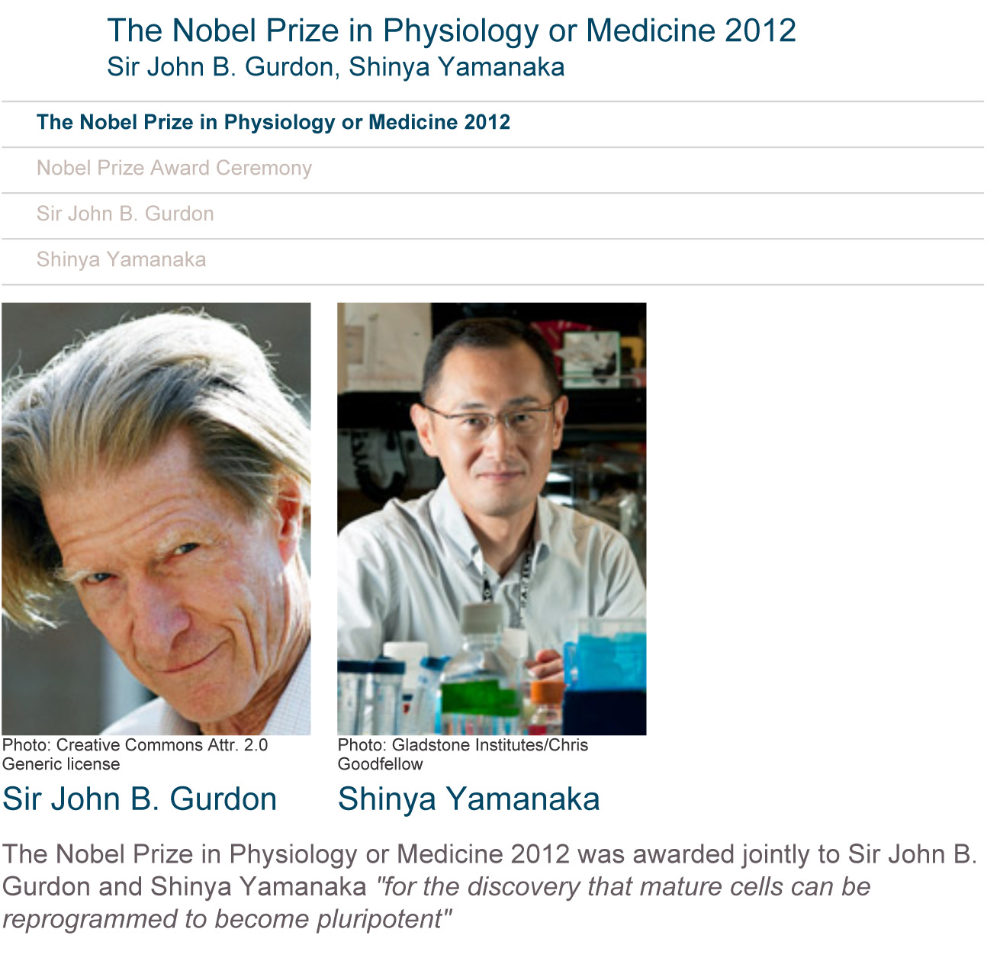 The Nobel Prize in Physiology or Medicine 2012
Sir John B. Gurdon, Shinya Yamanaka
The Nobel Prize in Physiology or Medicine 2012
Nobel Prize Award Ceremony
Sir John B. Gurdon
Shinya Yamanaka
Photo: Creative Commons Attr. 2.0
Generic license
Sir John B. Gurdon
Photo: Gladstone Institutes/Chris
Goodfellow
Shinya Yamanaka
The Nobel Prize in Physiology or Medicine 2012 was awarded jointly to Sir John B.
Gurdon and Shinya Yamanaka "for the discovery that mature cells can be
reprogrammed to become pluripotent"